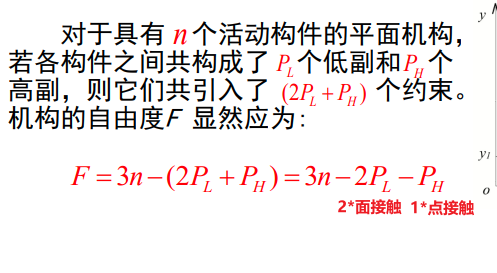 对于具有 n 个活动构件的平面机构，
若各构件之间共构成了 P_L 个低副和 P_H 个
高副，则它们共引入了 (2P_L + P_H) 个约束。
机构的自由度F 显然应为:
F = 3n − (2P_L + P_H) = 3n − 2P_L − P_H
2*面接触 1*点接触
y
y_1
o